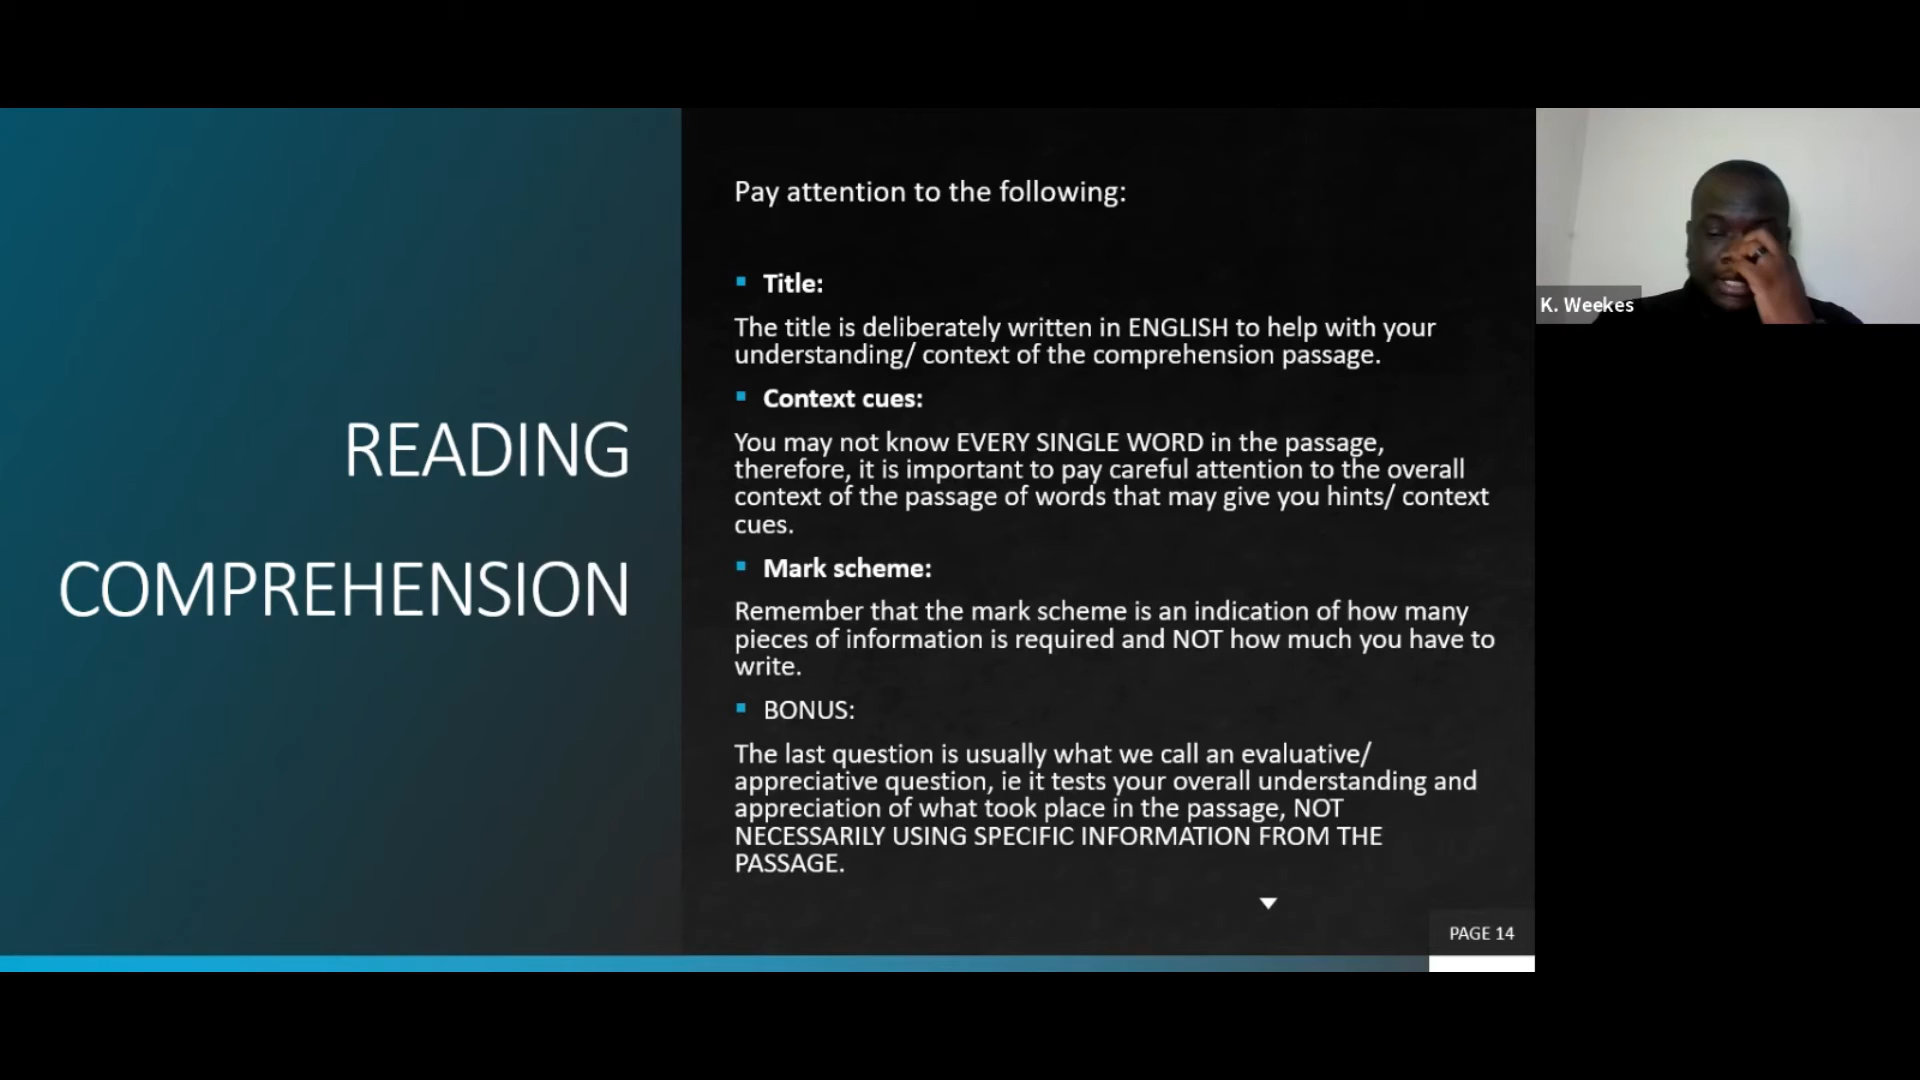 READING
COMPREHENSION
Pay attention to the following:
Title:
The title is deliberately written in ENGLISH to help with your
understanding/ context of the comprehension passage.
Context cues:
You may not know EVERY SINGLE WORD in the passage,
therefore, it is important to pay careful attention to the overall
context of the passage of words that may give you hints/ context
cues.
Mark scheme:
Remember that the mark scheme is an indication of how many
pieces of information is required and NOT how much you have to
write.
BONUS:
The last question is usually what we call an evaluative/
appreciative question, ie it tests your overall understanding and
appreciation of what took place in the passage, NOT
NECESSARILY USING SPECIFIC INFORMATION FROM THE
PASSAGE.
PAGE 14
K. Weekes